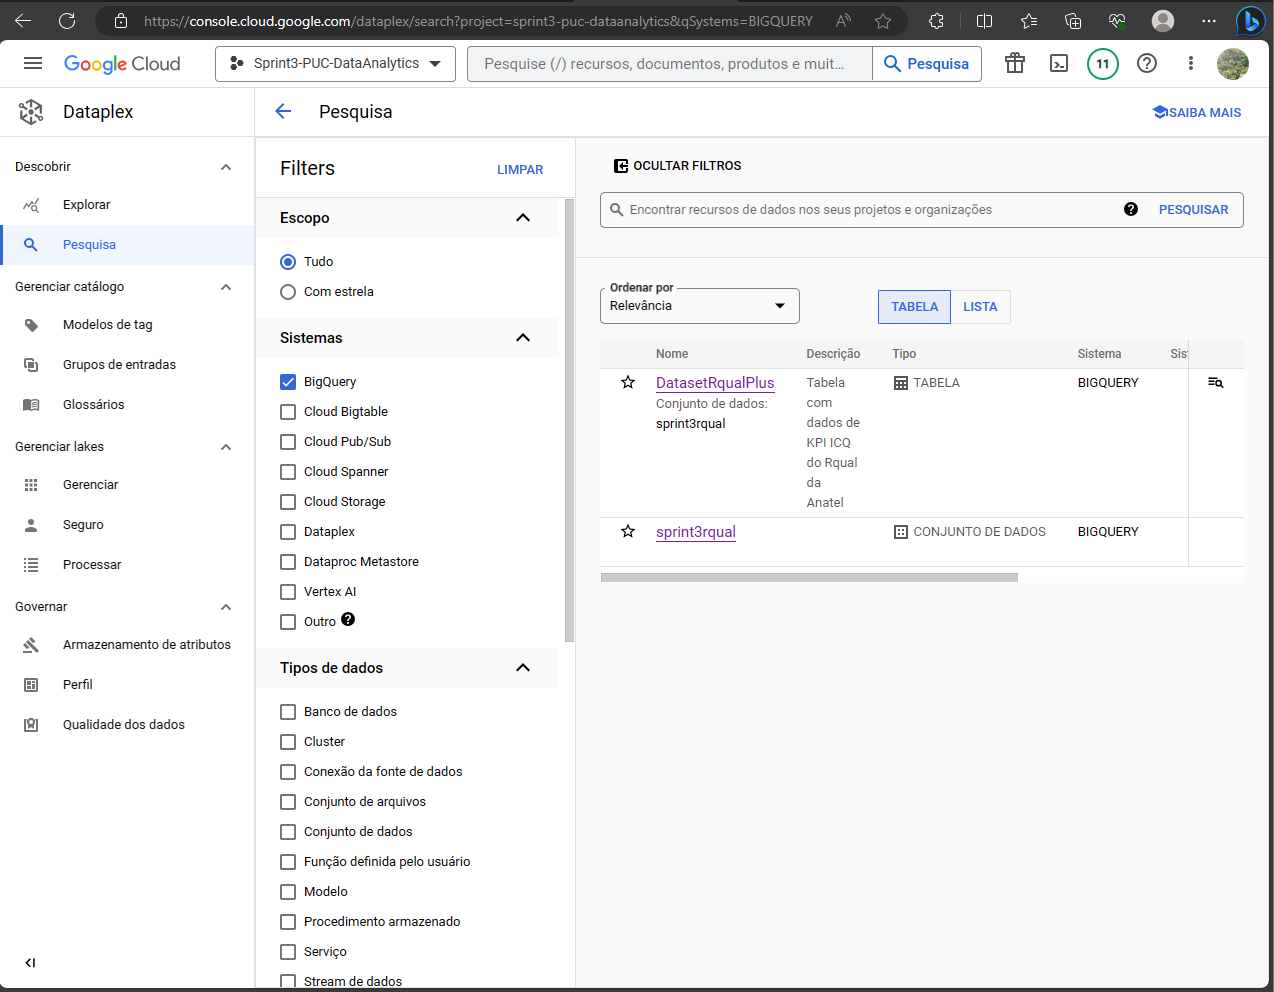 https://console.cloud.google.com/dataplex/search?project=sprint3-puc-dataanalytics&qSystems=BIGQUERY
Google Cloud
Sprint3-PUC-DataAnalytics
Pesquise (/) recursos, documentos, produtos e muit...
Pesquisa
11
Dataplex
Pesquisa
SAIBA MAIS
Descobrir
Explorar
Pesquisa
Gerenciar catálogo
Modelos de tag
Grupos de entradas
Glossários
Gerenciar lakes
Gerenciar
Seguro
Processar
Governar
Armazenamento de atributos
Perfil
Qualidade dos dados
Filters
LIMPAR
Escopo
Tudo
Com estrela
Sistemas
BigQuery
Cloud Bigtable
Cloud Pub/Sub
Cloud Spanner
Cloud Storage
Dataplex
Dataproc Metastore
Vertex AI
Outro
Tipos de dados
Banco de dados
Cluster
Conexão da fonte de dados
Conjunto de arquivos
Conjunto de dados
Função definida pelo usuário
Modelo
Procedimento armazenado
Serviço
Stream de dados
OCULTAR FILTROS
Encontrar recursos de dados nos seus projetos e organizações
PESQUISAR
Ordenar por
Relevância
TABELA
LISTA
Nome Descrição Tipo Sistema Sis
DatasetRqualPlus
Conjunto de dados:
sprint3rqual
Tabela
com
dados de
KPI ICQ
do Rqual
da
Anatel
TABELA
BIGQUERY
sprint3rqual
CONJUNTO DE DADOS
BIGQUERY